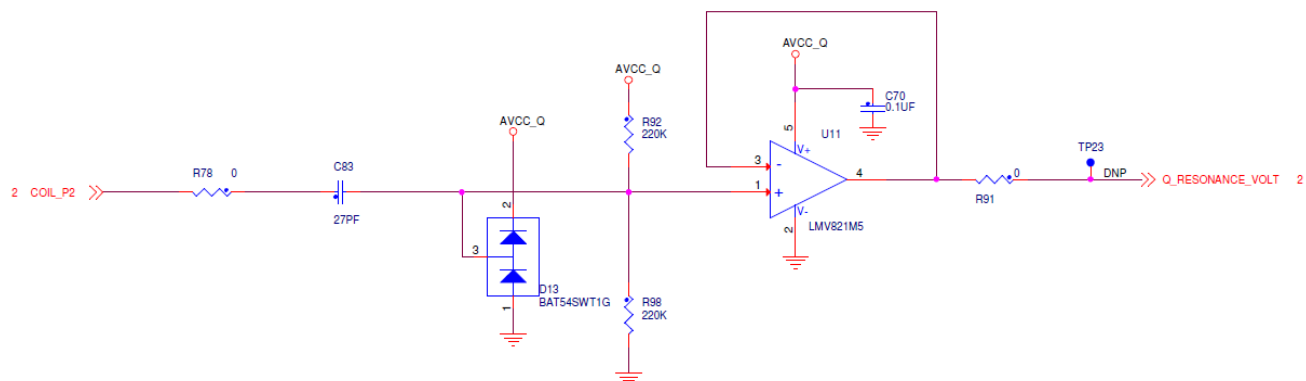 AVCC_Q
AVCC_Q
C70
0.1UF
R92
220K
5
U11
AVCC_Q
TP23
V+
3
-
R78 0
C83
4
0
DNP
2 COIL_P2
1
+
Q_RESONANCE_VOLT 2
R91
27PF
2
V-
LMV821M5
2
3
D13
BAT54SWT1G
R98
220K
1